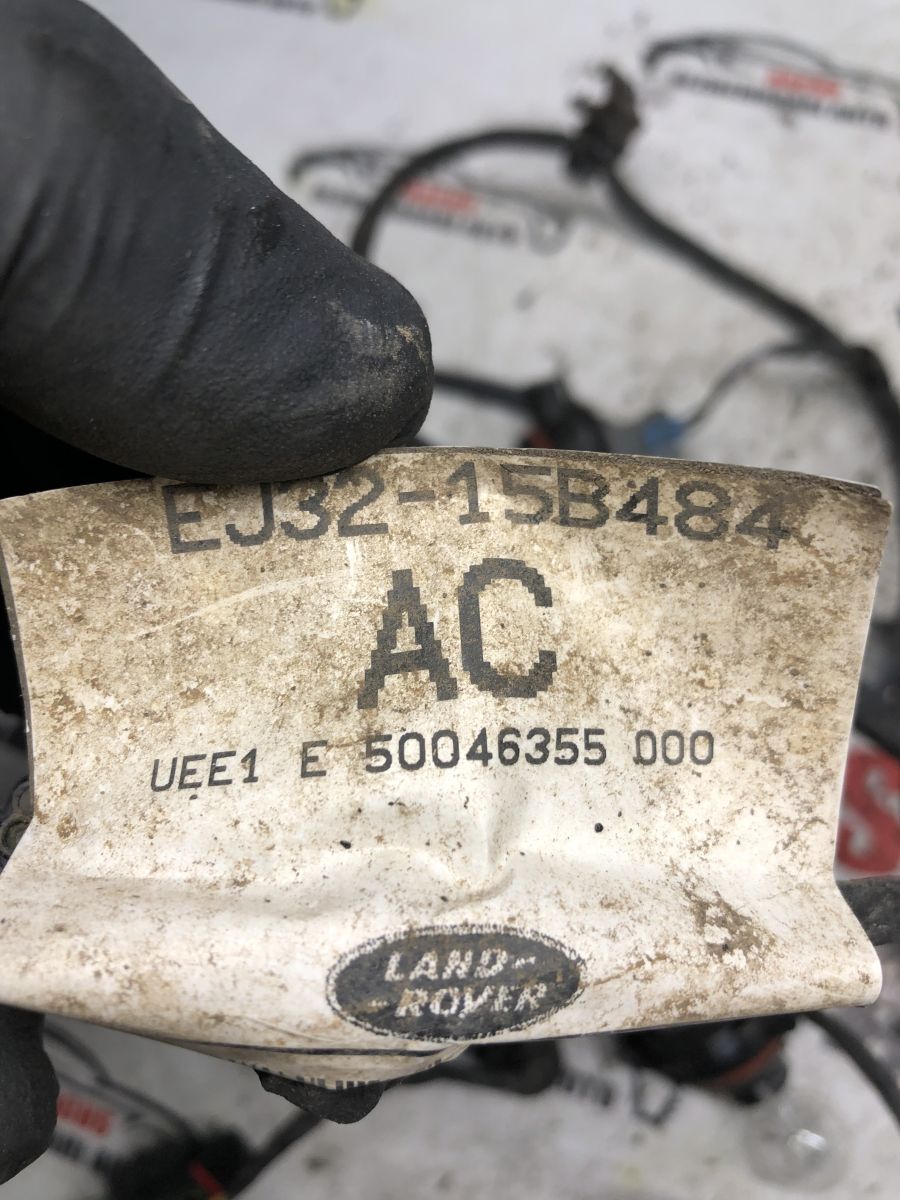 EJ32-15B484
AC
UEE1 E 50046355 000
LAND-
-ROVER